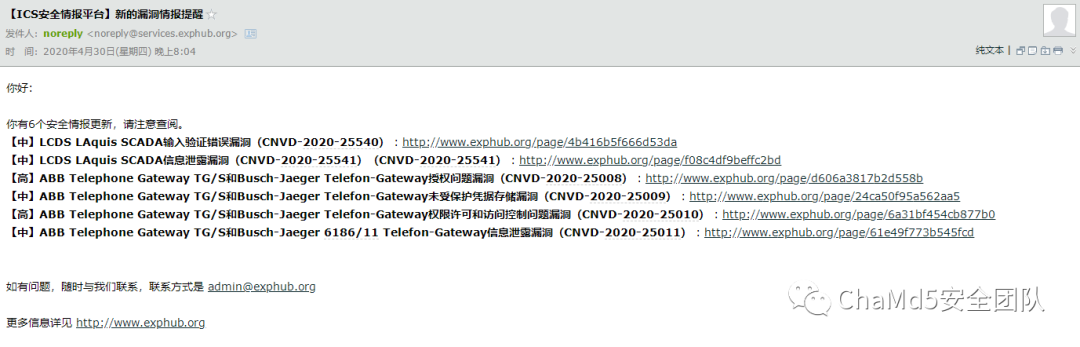 【ICS安全情报平台】新的漏洞情报提醒
发件人：noreply <noreply@services.exphub.org>
时 间：2020年4月30日(星期四) 晚上8:04
纯文本 |
你好：
你有6个安全情报更新，请注意查阅。
【中】LCDS LAquis SCADA输入验证错误漏洞（CNVD-2020-25540）：http://www.exphub.org/page/4b416b5f666d53da
【中】LCDS LAquis SCADA信息泄露漏洞（CNVD-2020-25541）（CNVD-2020-25541）：http://www.exphub.org/page/f08c4df9beffc2bd
【高】ABB Telephone Gateway TG/S和Busch-Jaeger Telefon-Gateway授权问题漏洞（CNVD-2020-25008）：http://www.exphub.org/page/d606a3817b2d558b
【中】ABB Telephone Gateway TG/S和Busch-Jaeger Telefon-Gateway未受保护凭据存储漏洞（CNVD-2020-25009）：http://www.exphub.org/page/24ca50f95a562aa5
【高】ABB Telephone Gateway TG/S和Busch-Jaeger Telefon-Gateway权限许可和访问控制问题漏洞（CNVD-2020-25010）：http://www.exphub.org/page/6a31bf454cb877b0
【中】ABB Telephone Gateway TG/S和Busch-Jaeger 6186/11 Telefon-Gateway信息泄露漏洞（CNVD-2020-25011）：http://www.exphub.org/page/61e49f773b545fcd
如有问题，随时与我们联系，联系方式是 admin@exphub.org
ChaMd5安全团队
更多信息详见 http://www.exphub.org